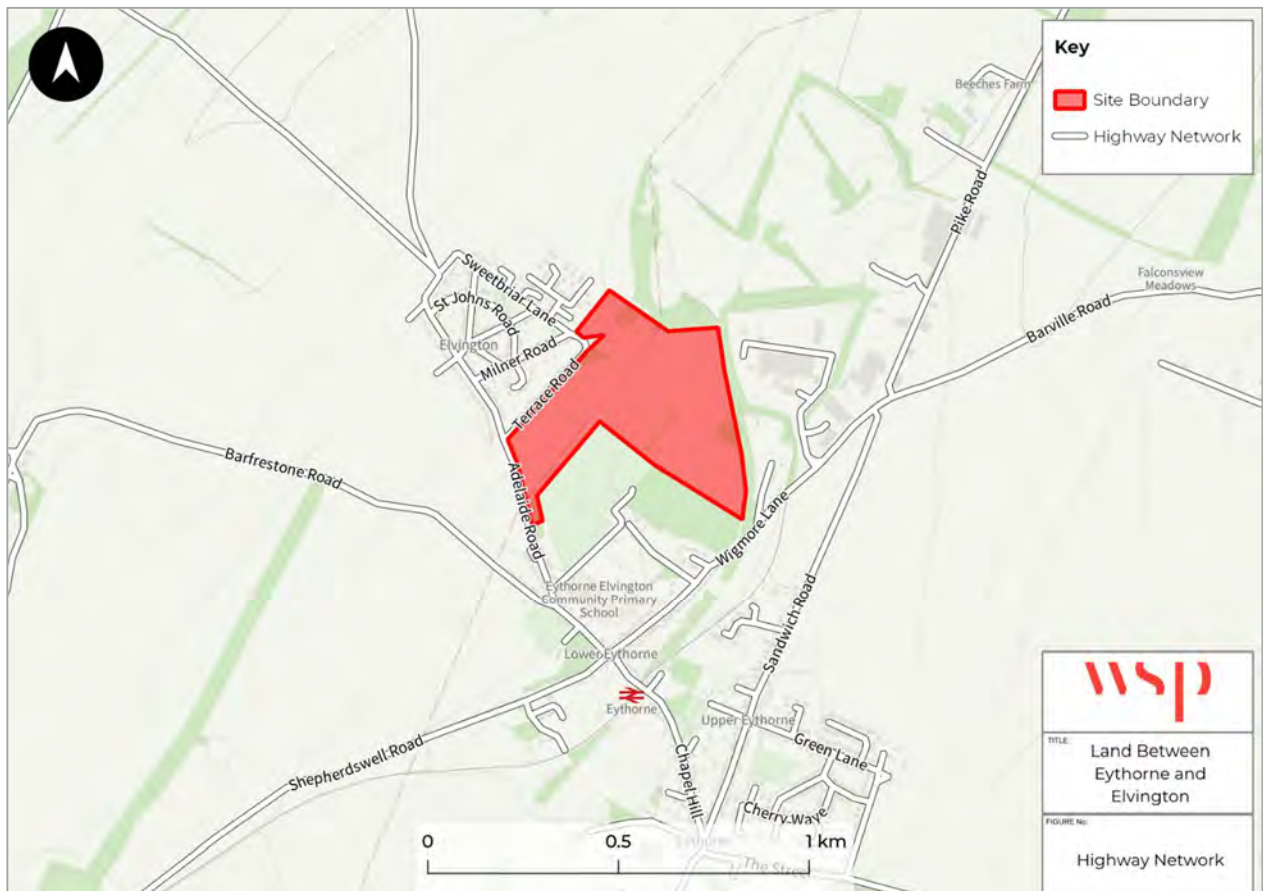 Key
Site Boundary
Highway Network
Beeches Farm
Pike Road
Falconsview
Meadows
Barville Road
Sweetbriar Lane
St Johns Road
Elvington
Milner Road
Terrace Road
Barfrestone Road
Adelaide Road
Wigmore Lane
Eythorne Elvington
Community Primary
School
Sandwich Road
Lower Eythorne
Eythorne
Upper Eythorne
Green Lane
Shepherdswell Road
Chapel Hill
Cherry Waye
Eythorne
The Street
0
0.5
1 km
wsp
TITLE:
Land Between
Eythorne and
Elvington
FIGURE No:
Highway Network